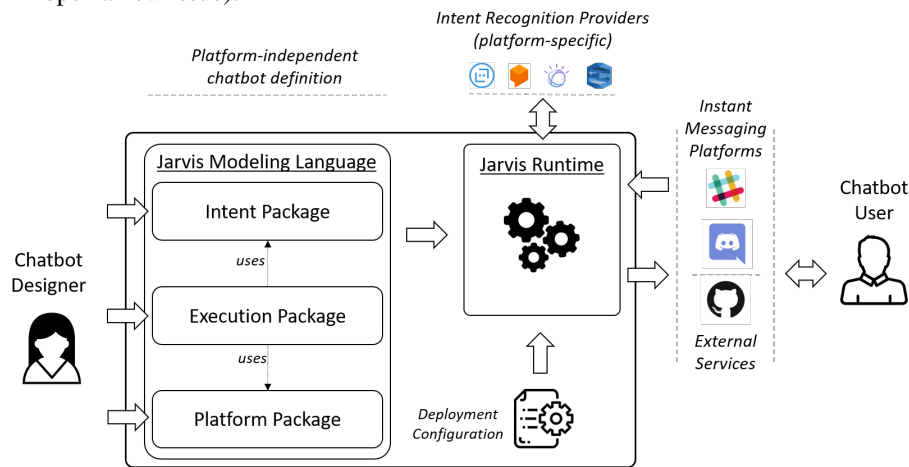 Intent Recognition Providers
(platform-specific)
Platform-independent
chatbot definition
Instant
Messaging
Platforms
Jarvis Modeling Language
Jarvis Runtime
Intent Package
Chatbot
User
uses
Chatbot
Designer
Execution Package
uses
External
Services
Platform Package
Deployment
Configuration